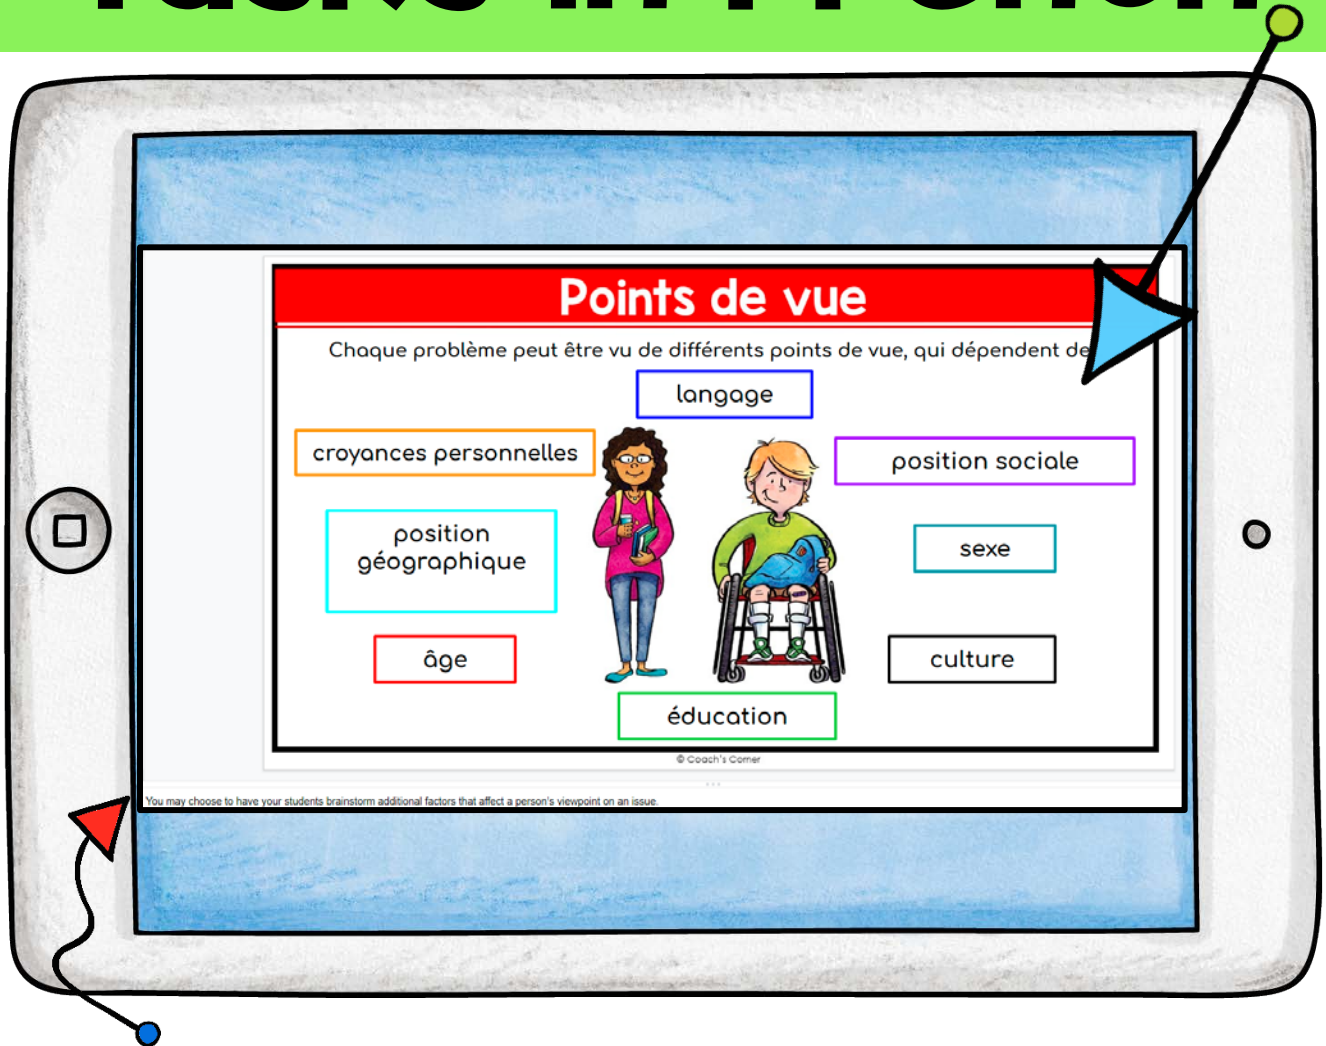 Points de vue
Chaque problème peut être vu de différents points de vue, qui dépendent de
langage
croyances personnelles
position sociale
position
géographique
sexe
âge
culture
éducation
© Coach's Corner
You may choose to have your students brainstorm additional factors that affect a person's viewpoint on an issue.